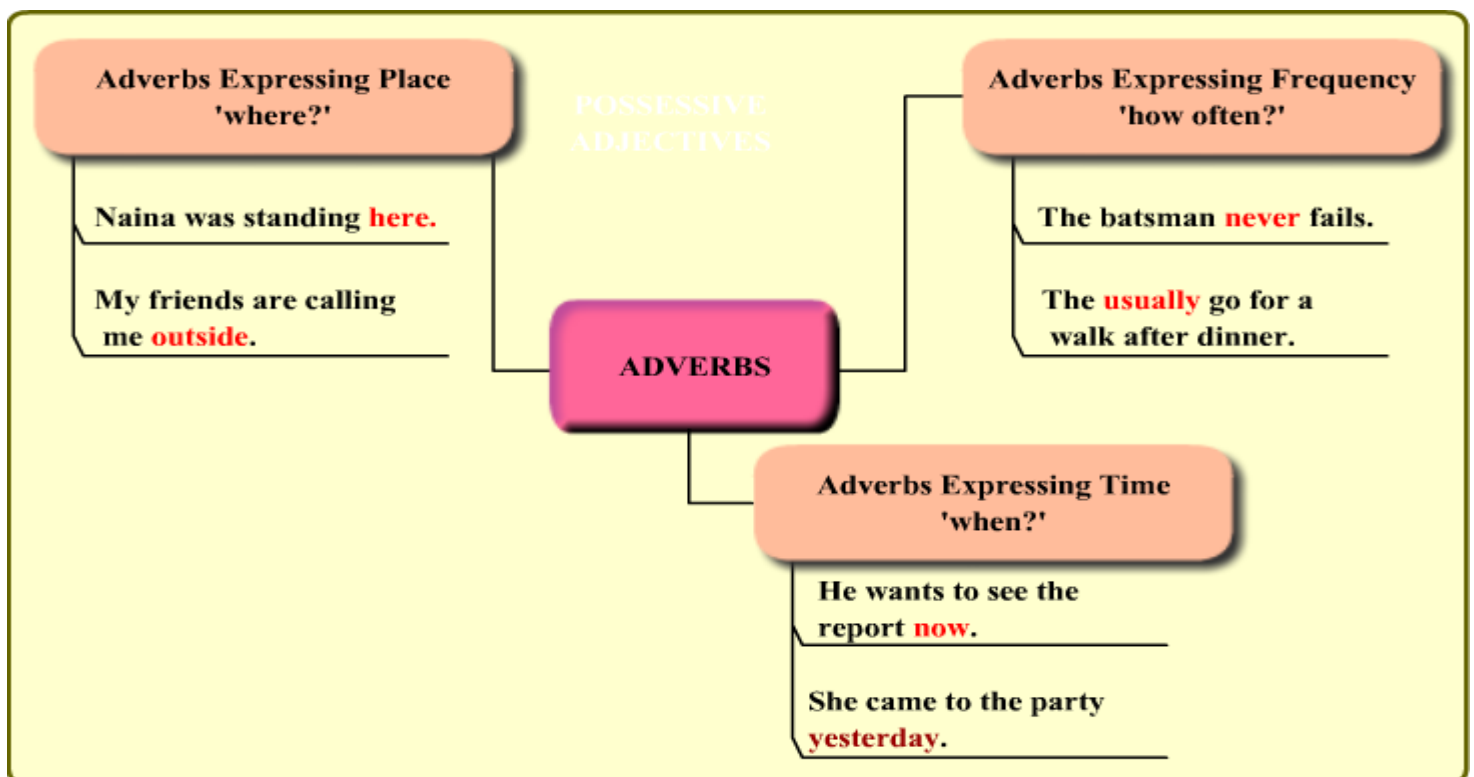 Adverbs Expressing Place
'where?'
Naina was standing here.
My friends are calling
me outside.
POSSESSIVE
ADJECTIVES
Adverbs Expressing Frequency
'how often?'
The batsman never fails.
The usually go for a
walk after dinner.
ADVERBS
Adverbs Expressing Time
'when?'
He wants to see the
report now.
She came to the party
yesterday.